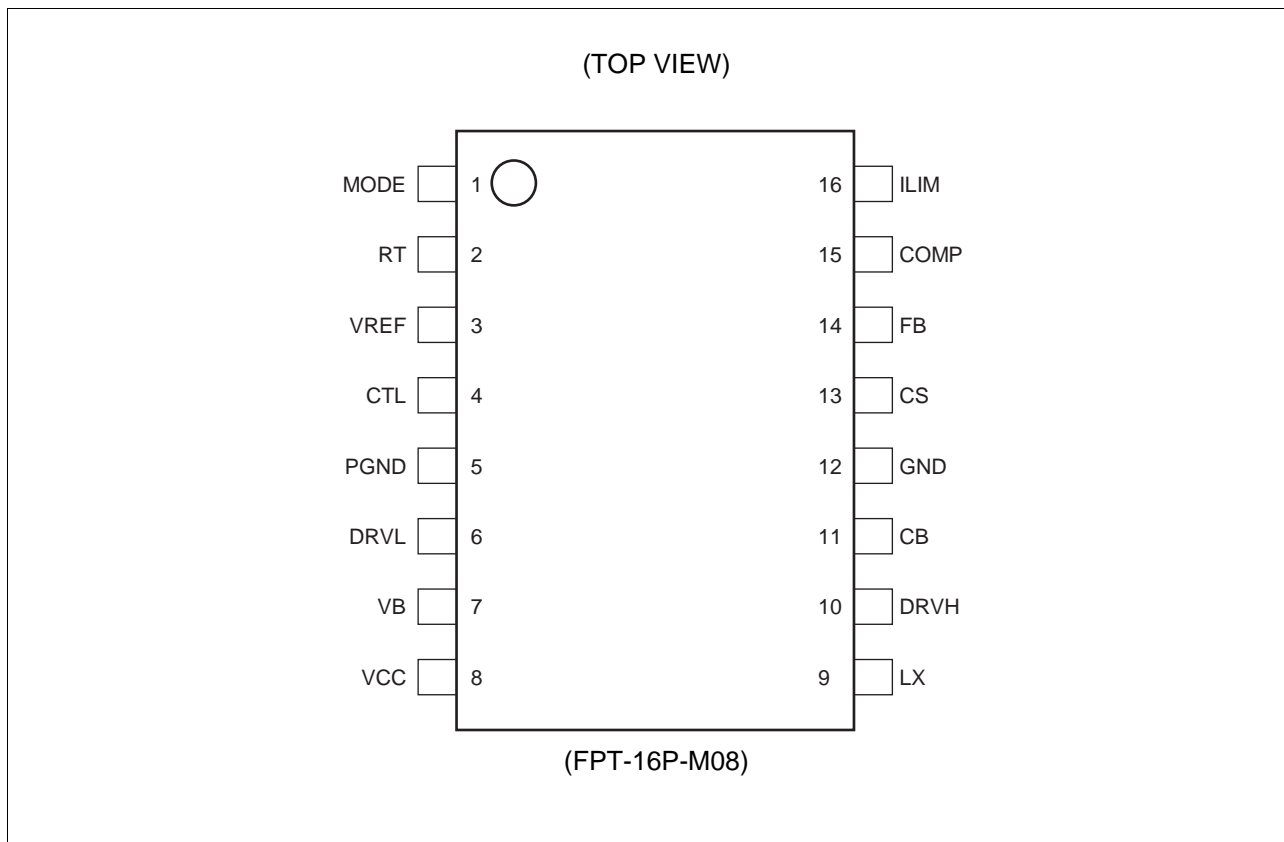 (TOP VIEW)
MODE 1 16 ILIM
RT 2 15 COMP
VREF 3 14 FB
CTL 4 13 CS
PGND 5 12 GND
DRVL 6 11 CB
VB 7 10 DRVH
VCC 8 9 LX
(FPT-16P-M08)